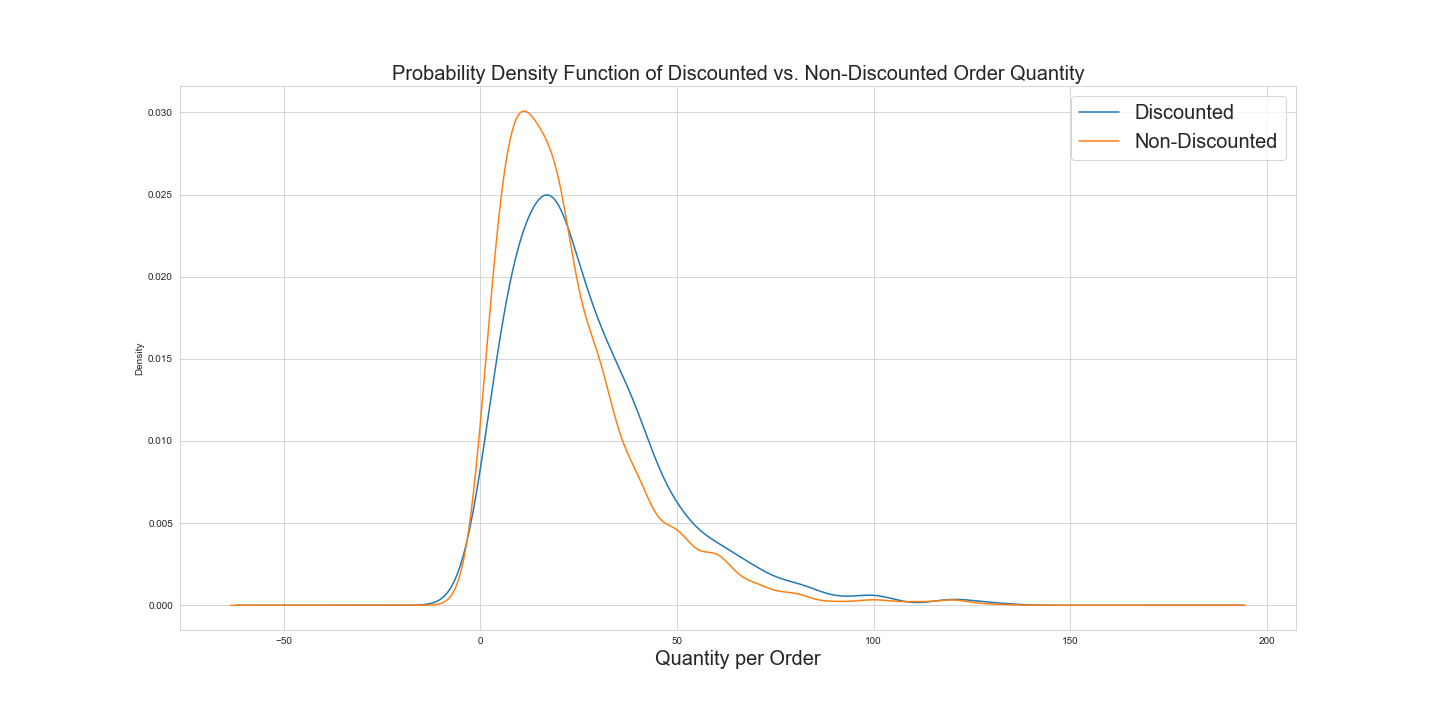 Probability Density Function of Discounted vs. Non-Discounted Order Quantity
Discounted
Non-Discounted
Density
0.030
0.025
0.020
0.015
0.010
0.005
0.000
−50
0
50
100
150
200
Quantity per Order